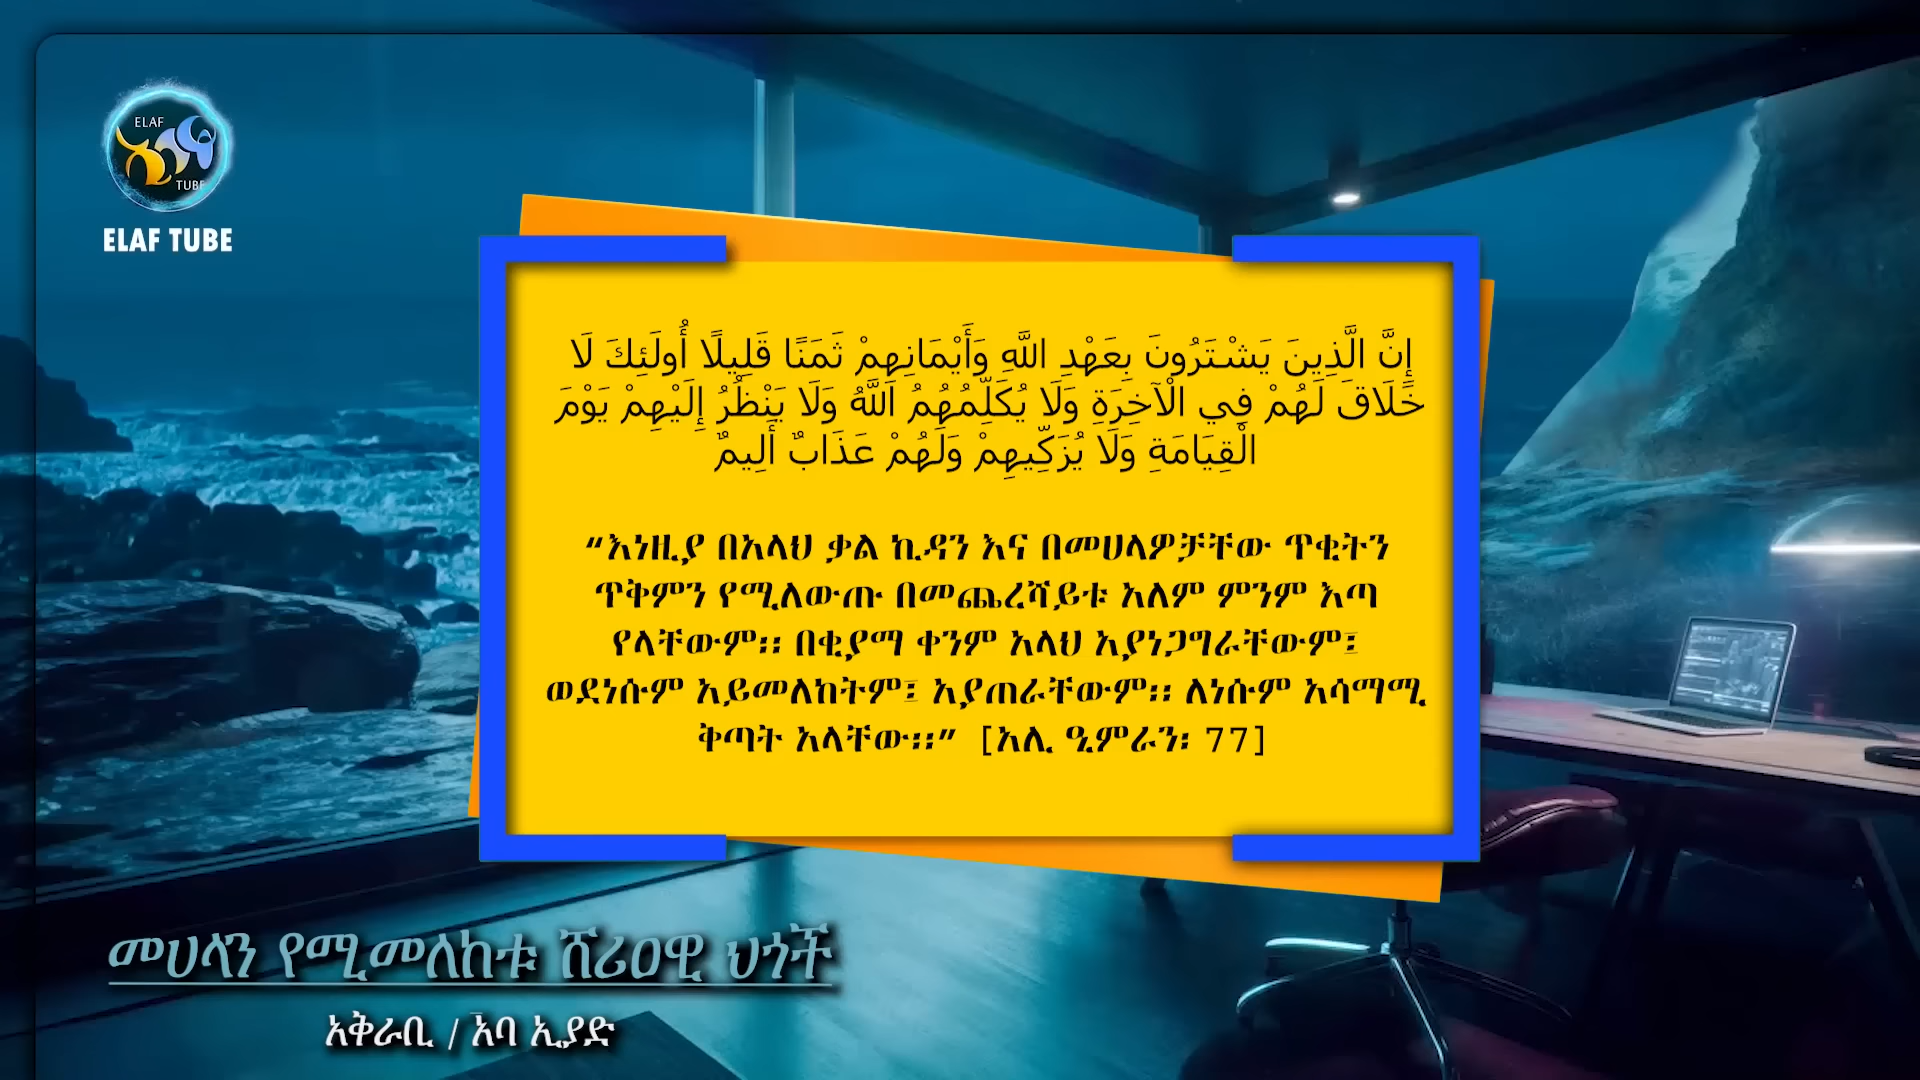 ELAF
ኢላፍ
TUBE
ELAF TUBE
إِنَّ الَّذِينَ يَشْتَرُونَ بِعَهْدِ اللَّهِ وَأَيْمَانِهِمْ ثَمَنًا قَلِيلًا أُولَئِكَ لَا
خَلَاقَ لَهُمْ فِي الْآخِرَةِ وَلَا يُكَلِّمُهُمُ اللَّهُ وَلَا يَنْظُرُ إِلَيْهِمْ يَوْمَ
الْقِيَامَةِ وَلَا يُزَكِّيهِمْ وَلَهُمْ عَذَابٌ أَلِيمٌ
“እነዚያ በአላህ ቃል ኪዳን እና በመሀላዎቻቸው ጥቂትን
ጥቅምን የሚለውጡ በመጨረሻይቱ አለም ምንም እጣ
የላቸውም፡፡ በቂያማ ቀንም አላህ አያነጋግራቸውም፤
ወደነሱም አይመለከትም፤ አያጠራቸውም፡፡ ለነሱም አሳማሚ
ቅጣት አላቸው፡፡” [አሊ ዒምራን፡ 77]
መሀላን የሚመለከቱ ሸሪዐዊ ህጎች
አቅራቢ / አባ ኢያድ